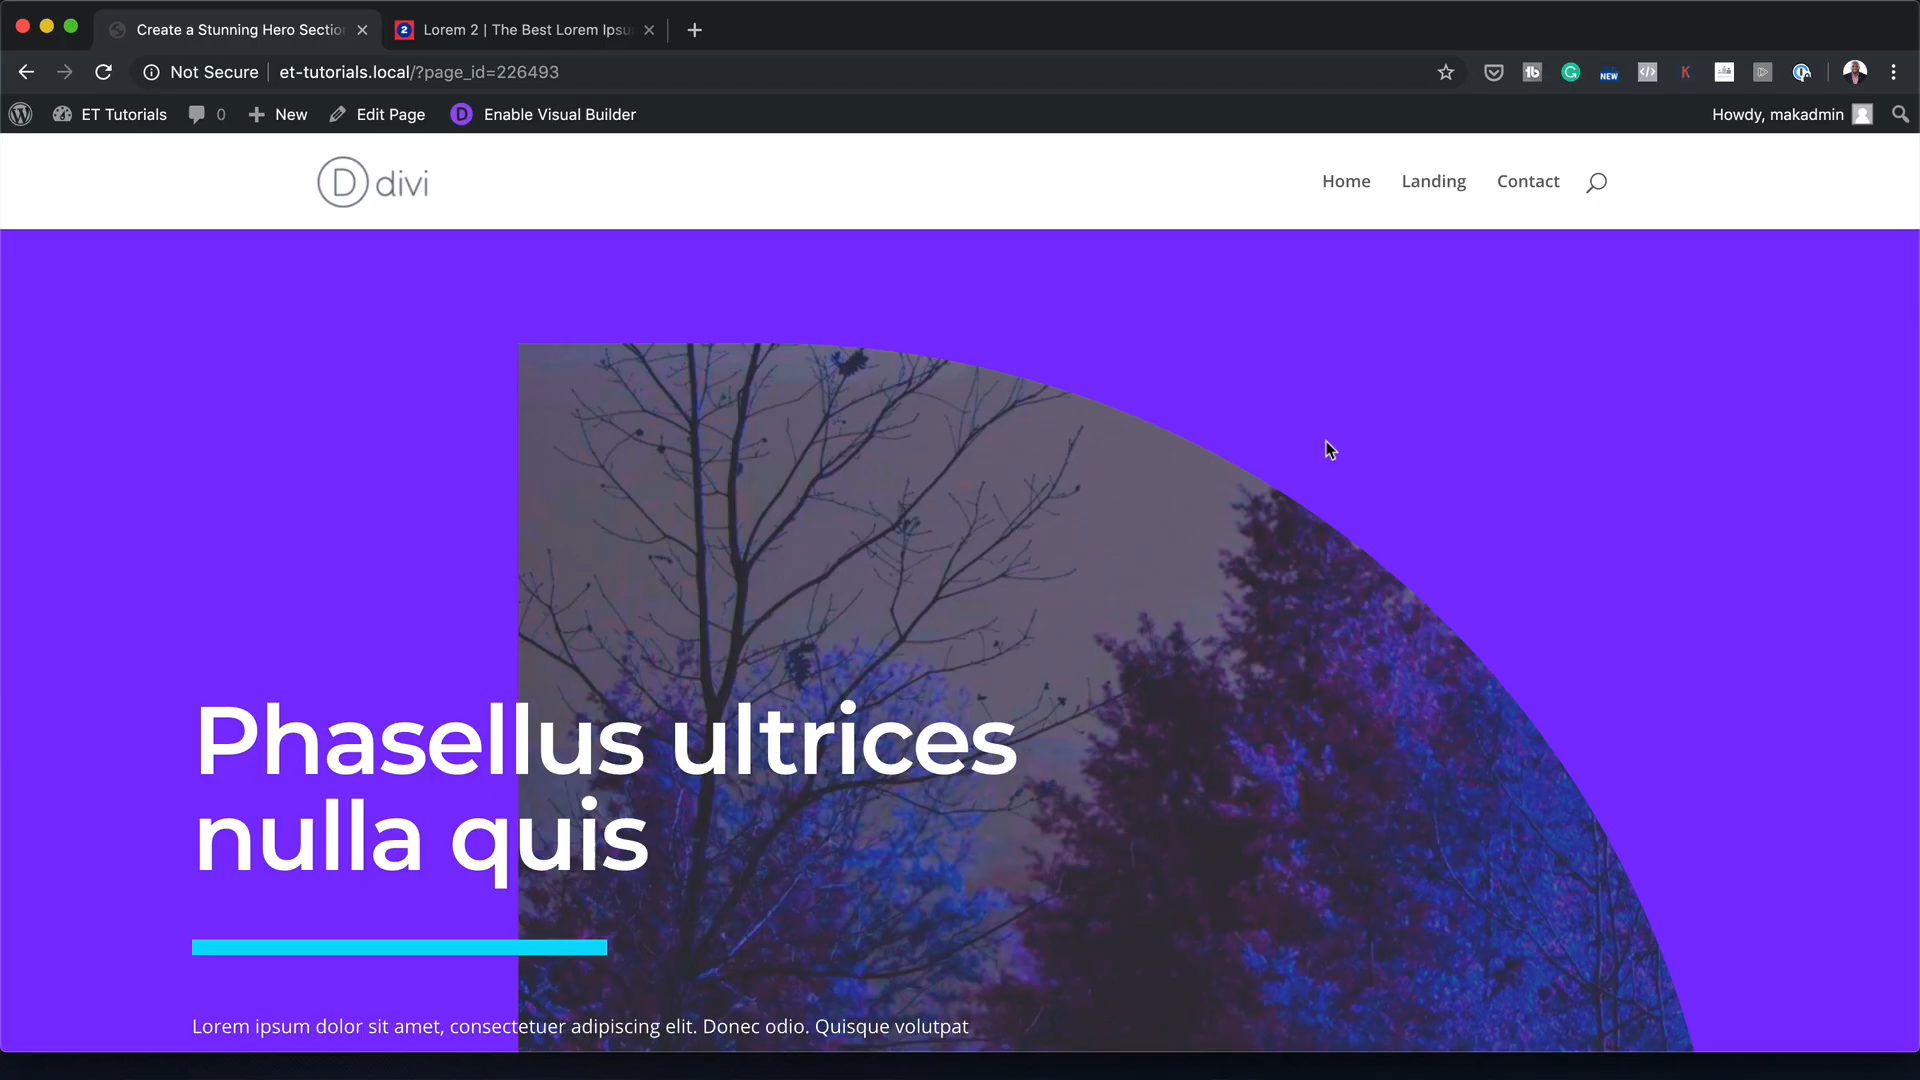 Create a Stunning Hero Sectio
2 Lorem 2 | The Best Lorem Ipsu
Not Secure et-tutorials.local/?page_id=226493
NEW
ET Tutorials 0 New Edit Page D Enable Visual Builder Howdy, makadmin
D divi Home Landing Contact
Phasellus ultrices
nulla quis
Lorem ipsum dolor sit amet, consectetuer adipiscing elit. Donec odio. Quisque volutpat